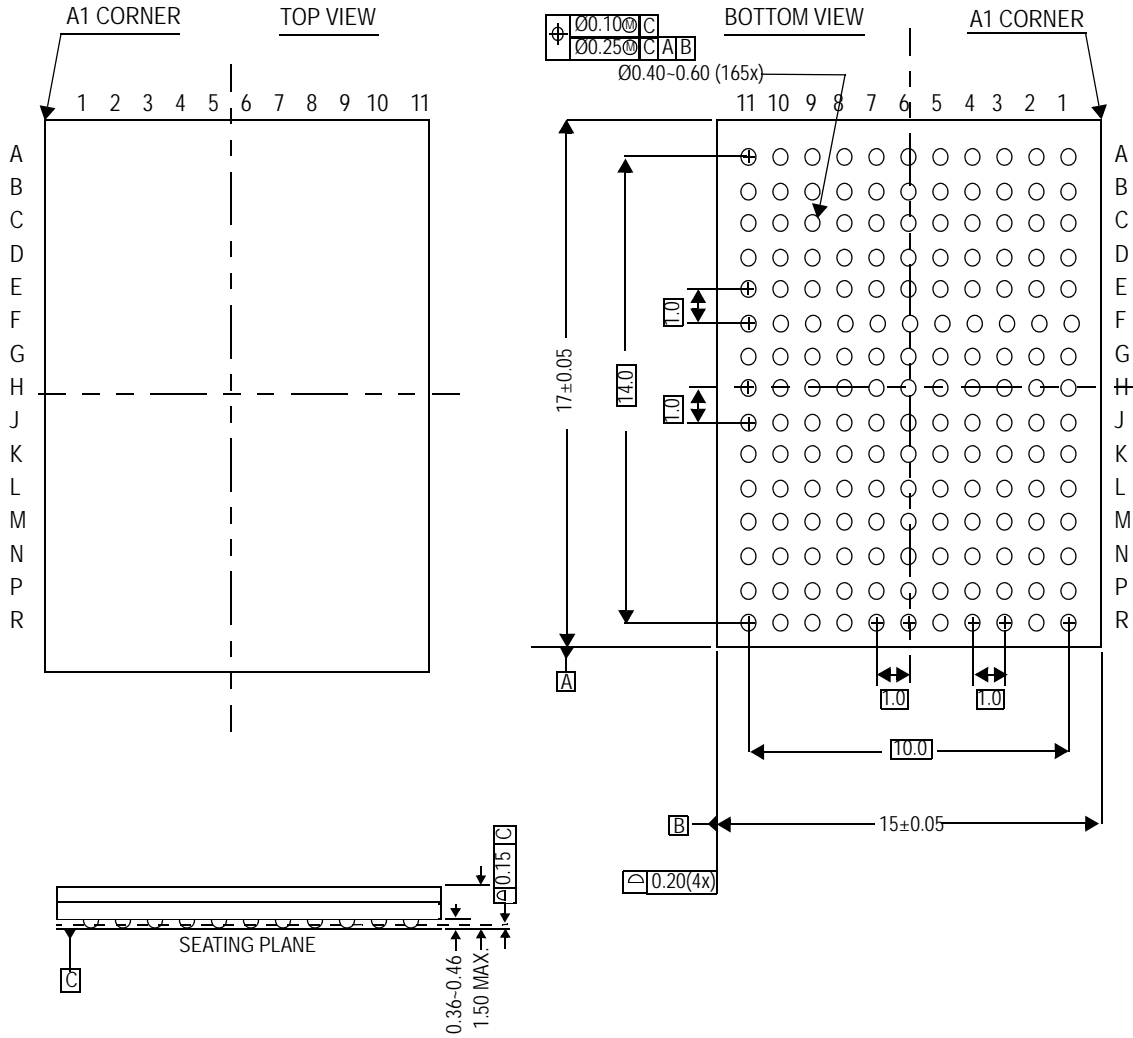 A1 CORNER
TOP VIEW
1 2 3 4 5 6 7 8 9 10 11
A
B
C
D
E
F
G
H
J
K
L
M
N
P
R
Ø0.10Ⓜ C
Ø0.25Ⓜ C A B
BOTTOM VIEW
A1 CORNER
Ø0.40~0.60 (165x)
11 10 9 8 7 6 5 4 3 2 1
A
B
C
D
E
F
G
H
J
K
L
M
N
P
R
1.0
17±0.05
14.0
1.0
A
1.0
1.0
10.0
B
15±0.05
0.20(4x)
0.15 C
SEATING PLANE
C
0.36~0.46
1.50 MAX.